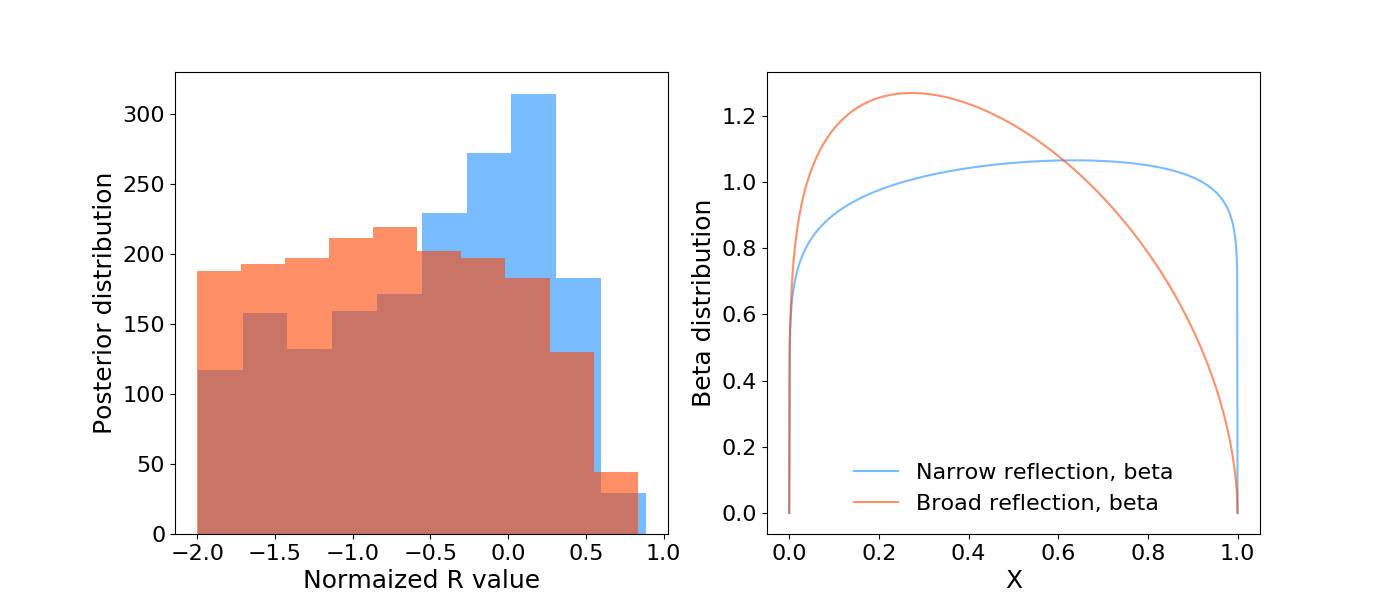 Posterior distribution
300
250
200
150
100
50
0
−2.0 −1.5 −1.0 −0.5 0.0 0.5 1.0
Normaized R value
Beta distribution
1.2
1.0
0.8
0.6
0.4
0.2
0.0
Narrow reflection, beta
Broad reflection, beta
0.0 0.2 0.4 0.6 0.8 1.0
X